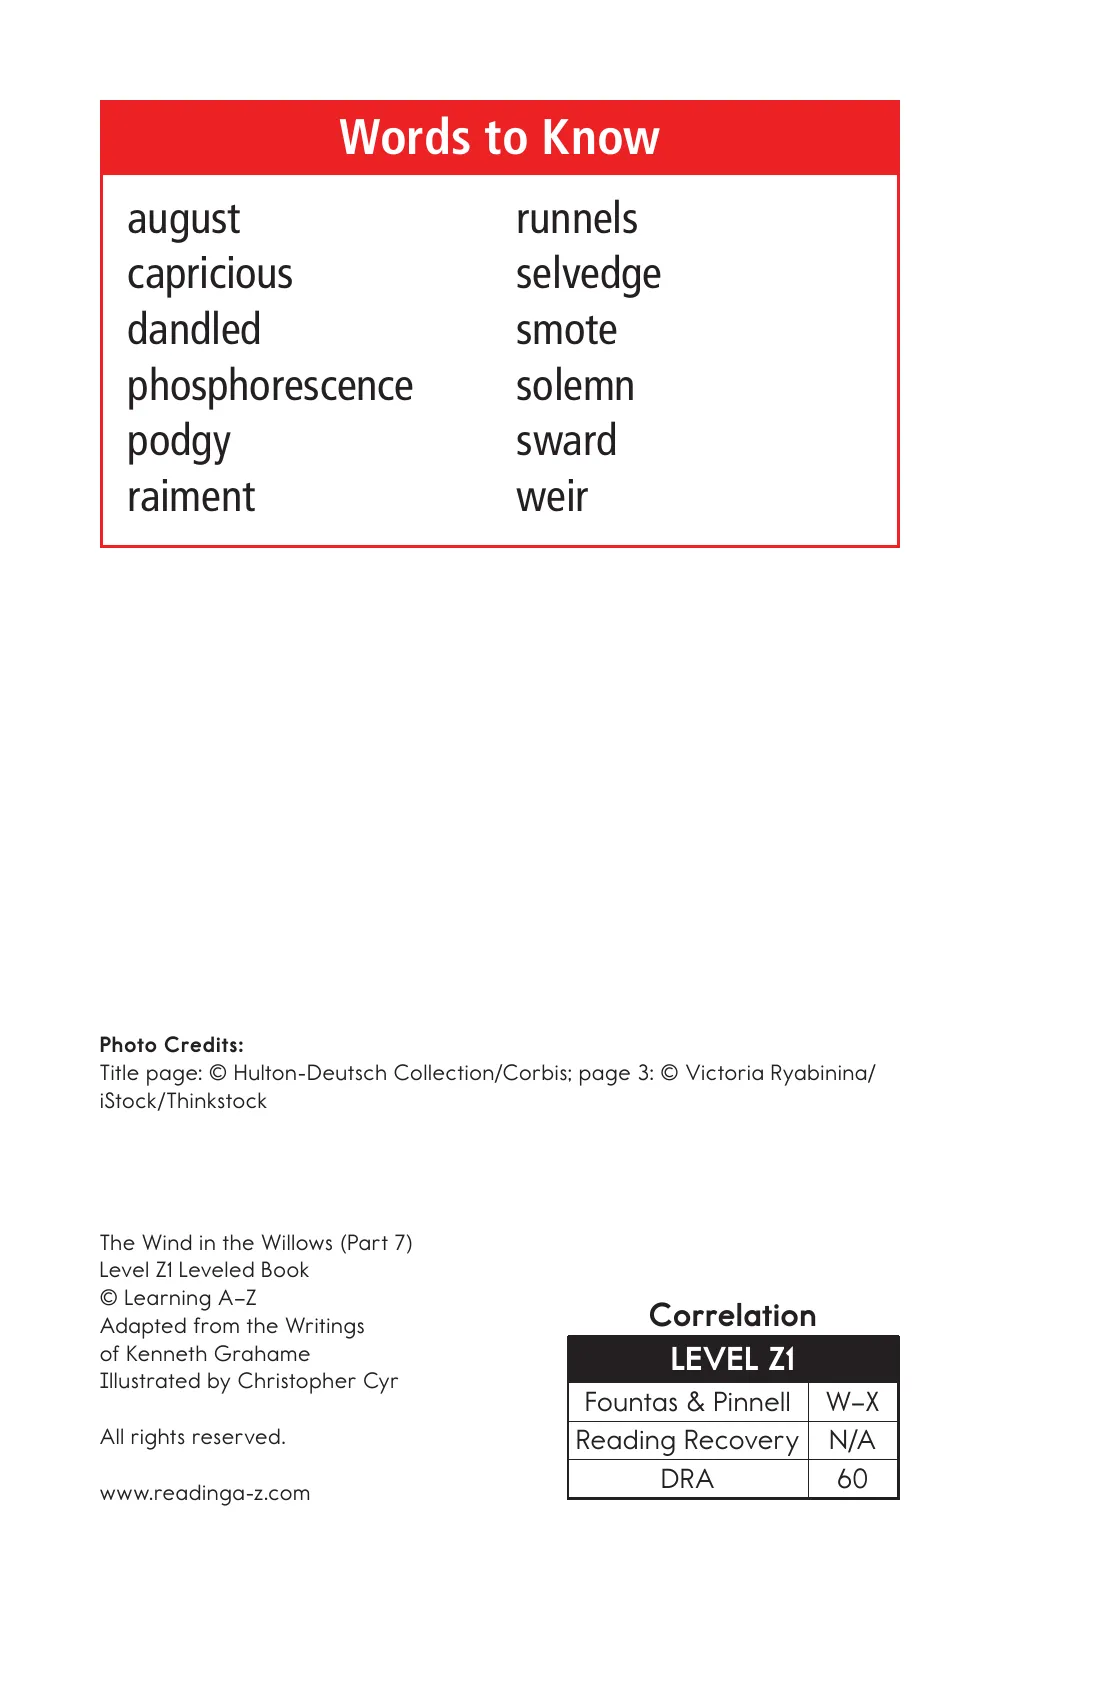 Words to Know
august
capricious
dandled
phosphorescence
podgy
raiment
runnels
selvedge
smote
solemn
sward
weir
Photo Credits:
Title page: © Hulton-Deutsch Collection/Corbis; page 3: © Victoria Ryabinina/
iStock/Thinkstock
The Wind in the Willows (Part 7)
Level Z1 Leveled Book
© Learning A–Z
Adapted from the Writings
of Kenneth Grahame
Illustrated by Christopher Cyr
All rights reserved.
www.readinga-z.com
Correlation
LEVEL Z1
Fountas & Pinnell W–X
Reading Recovery N/A
DRA 60